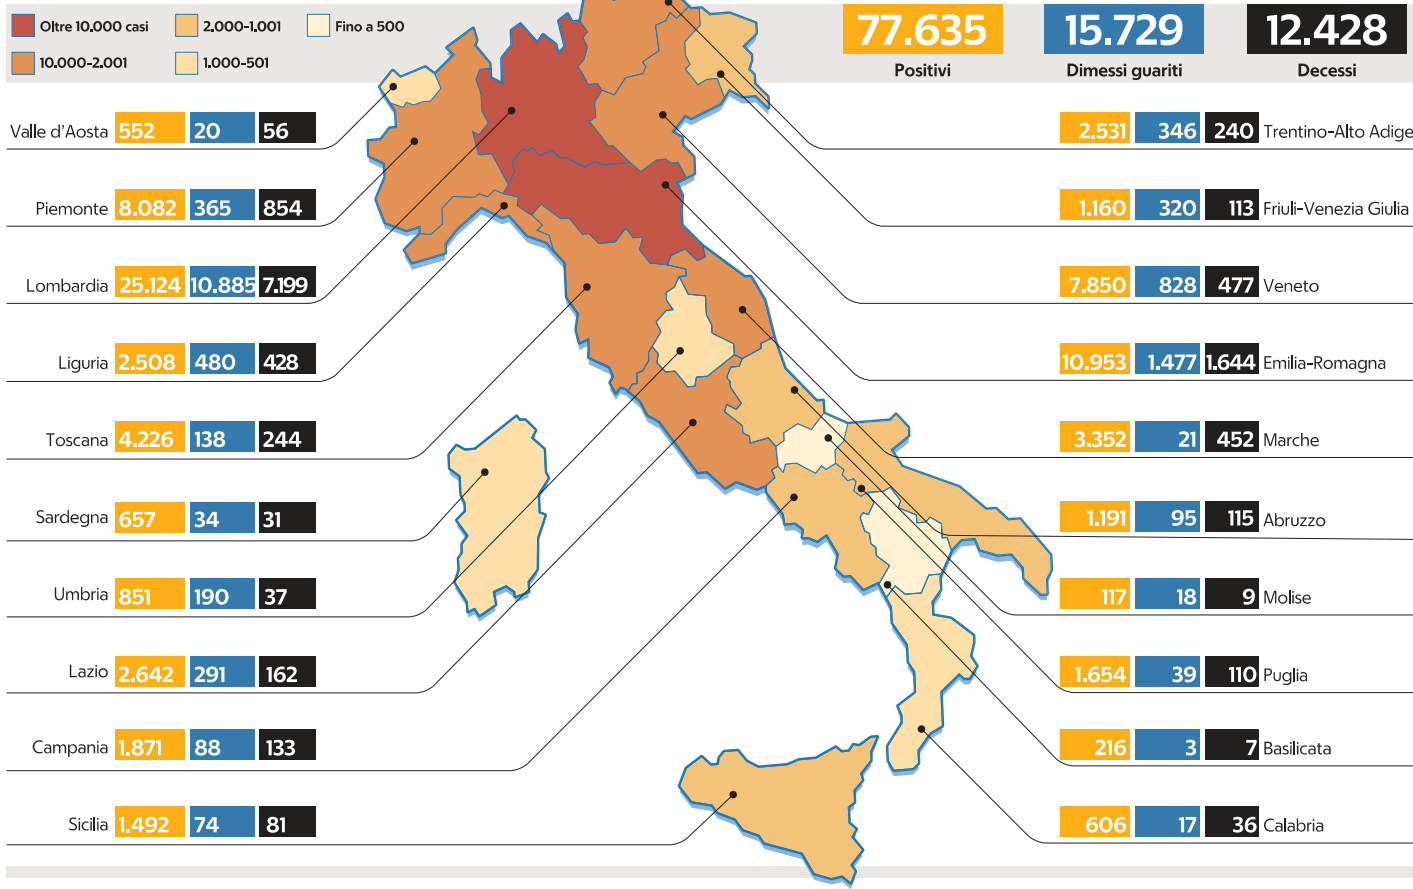 Oltre 10.000 casi
2.000-1.001
Fino a 500
10.000-2.001
1.000-501
77.635
Positivi
15.729
Dimessi guariti
12.428
Decessi
Valle d'Aosta 552 20 56
Piemonte 8.082 365 854
Lombardia 25.124 10.885 7.199
Liguria 2.508 480 428
Toscana 4.226 138 244
Sardegna 657 34 31
Umbria 851 190 37
Lazio 2.642 291 162
Campania 1.871 88 133
Sicilia 1.492 74 81
2.531 346 240 Trentino-Alto Adige
1.160 320 113 Friuli-Venezia Giulia
7.850 828 477 Veneto
10.953 1.477 1.644 Emilia-Romagna
3.352 21 452 Marche
1.191 95 115 Abruzzo
117 18 9 Molise
1.654 39 110 Puglia
216 3 7 Basilicata
606 17 36 Calabria